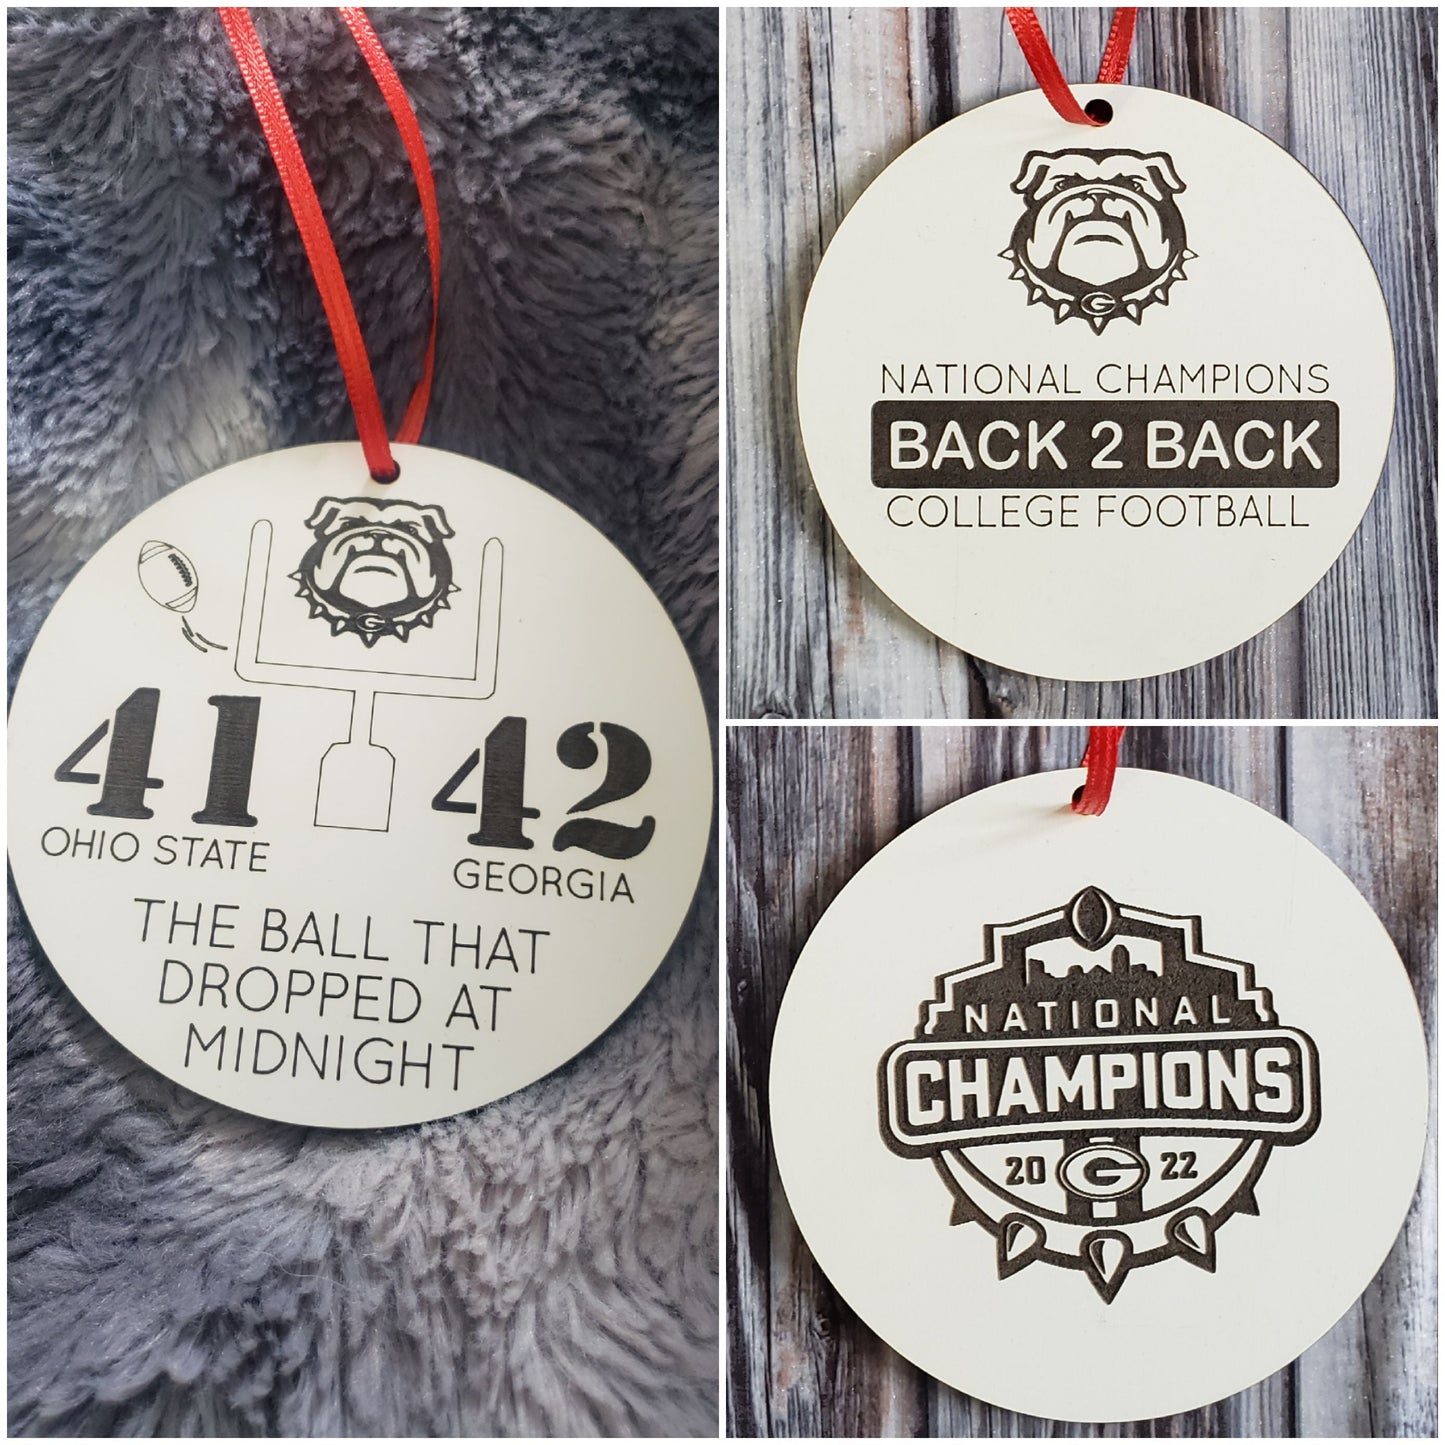 41 42
OHIO STATE GEORGIA
THE BALL THAT
DROPPED AT
MIDNIGHT
G
G
NATIONAL CHAMPIONS
BACK 2 BACK
COLLEGE FOOTBALL
NATIONAL
CHAMPIONS
20 G 22